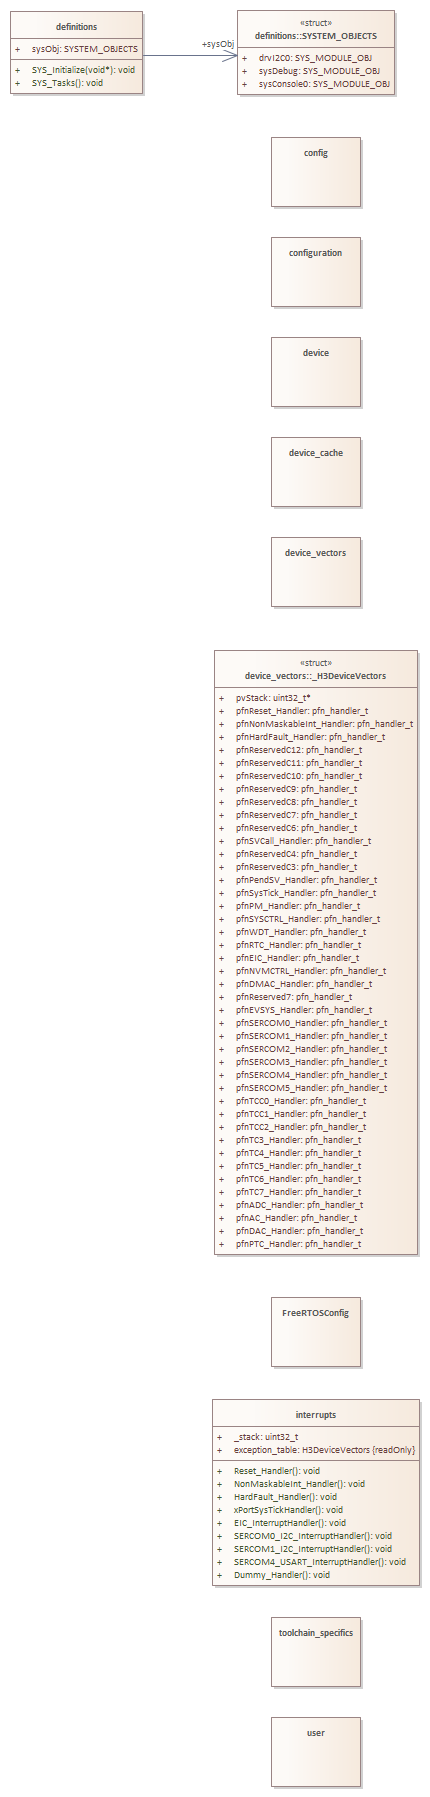 definitions
+ sysObj: SYSTEM_OBJECTS
+ SYS_Initialize(void*): void
+ SYS_Tasks(): void
+sysObj
«struct»
definitions::SYSTEM_OBJECTS
+ drvI2C0: SYS_MODULE_OBJ
+ sysDebug: SYS_MODULE_OBJ
+ sysConsole0: SYS_MODULE_OBJ
config
configuration
device
device_cache
device_vectors
«struct»
device_vectors::_H3DeviceVectors
+ pvStack: uint32_t*
+ pfnReset_Handler: pfn_handler_t
+ pfnNonMaskableInt_Handler: pfn_handler_t
+ pfnHardFault_Handler: pfn_handler_t
+ pfnReservedC12: pfn_handler_t
+ pfnReservedC11: pfn_handler_t
+ pfnReservedC10: pfn_handler_t
+ pfnReservedC9: pfn_handler_t
+ pfnReservedC8: pfn_handler_t
+ pfnReservedC7: pfn_handler_t
+ pfnReservedC6: pfn_handler_t
+ pfnSVCall_Handler: pfn_handler_t
+ pfnReservedC4: pfn_handler_t
+ pfnReservedC3: pfn_handler_t
+ pfnPendSV_Handler: pfn_handler_t
+ pfnSysTick_Handler: pfn_handler_t
+ pfnPM_Handler: pfn_handler_t
+ pfnSYSCTRL_Handler: pfn_handler_t
+ pfnWDT_Handler: pfn_handler_t
+ pfnRTC_Handler: pfn_handler_t
+ pfnEIC_Handler: pfn_handler_t
+ pfnNVMCTRL_Handler: pfn_handler_t
+ pfnDMAC_Handler: pfn_handler_t
+ pfnReserved7: pfn_handler_t
+ pfnEVSYS_Handler: pfn_handler_t
+ pfnSERCOM0_Handler: pfn_handler_t
+ pfnSERCOM1_Handler: pfn_handler_t
+ pfnSERCOM2_Handler: pfn_handler_t
+ pfnSERCOM3_Handler: pfn_handler_t
+ pfnSERCOM4_Handler: pfn_handler_t
+ pfnSERCOM5_Handler: pfn_handler_t
+ pfnTCC0_Handler: pfn_handler_t
+ pfnTCC1_Handler: pfn_handler_t
+ pfnTCC2_Handler: pfn_handler_t
+ pfnTC3_Handler: pfn_handler_t
+ pfnTC4_Handler: pfn_handler_t
+ pfnTC5_Handler: pfn_handler_t
+ pfnTC6_Handler: pfn_handler_t
+ pfnTC7_Handler: pfn_handler_t
+ pfnADC_Handler: pfn_handler_t
+ pfnAC_Handler: pfn_handler_t
+ pfnDAC_Handler: pfn_handler_t
+ pfnPTC_Handler: pfn_handler_t
FreeRTOSConfig
interrupts
+ _stack: uint32_t
+ exception_table: H3DeviceVectors {readOnly}
+ Reset_Handler(): void
+ NonMaskableInt_Handler(): void
+ HardFault_Handler(): void
+ xPortSysTickHandler(): void
+ EIC_InterruptHandler(): void
+ SERCOM0_I2C_InterruptHandler(): void
+ SERCOM1_I2C_InterruptHandler(): void
+ SERCOM4_USART_InterruptHandler(): void
+ Dummy_Handler(): void
toolchain_specifics
user